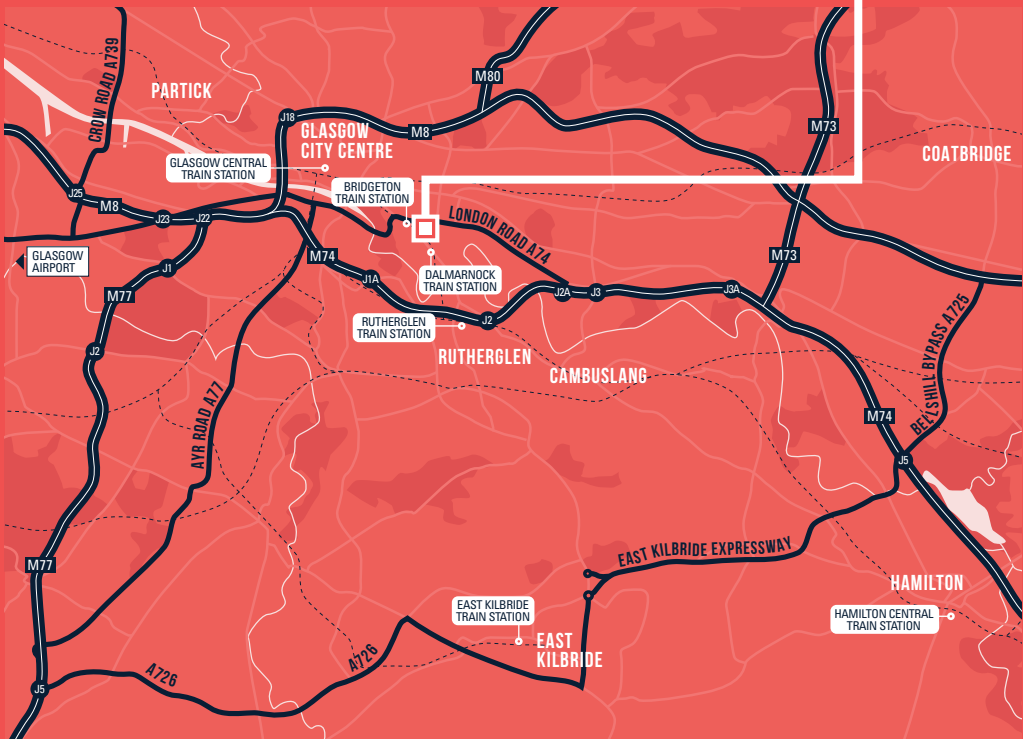 CROW ROAD A739
PARTICK
M80
J18
M8
M73
GLASGOW
CITY CENTRE
COATBRIDGE
GLASGOW CENTRAL
TRAIN STATION
BRIDGETON
TRAIN STATION
J25
M8
J23
J22
LONDON ROAD A74
GLASGOW
AIRPORT
J1
M74
J1A
DALMARNOCK
TRAIN STATION
M73
M77
J2A
J3
J3A
RUTHERGLEN
TRAIN STATION
J2
J2
RUTHERGLEN
CAMBUSLANG
BELLSHILL BYPASS A725
AYR ROAD A77
M74
J5
M77
EAST KILBRIDE EXPRESSWAY
HAMILTON
EAST KILBRIDE
TRAIN STATION
HAMILTON CENTRAL
TRAIN STATION
EAST
KILBRIDE
A726
A726
J5